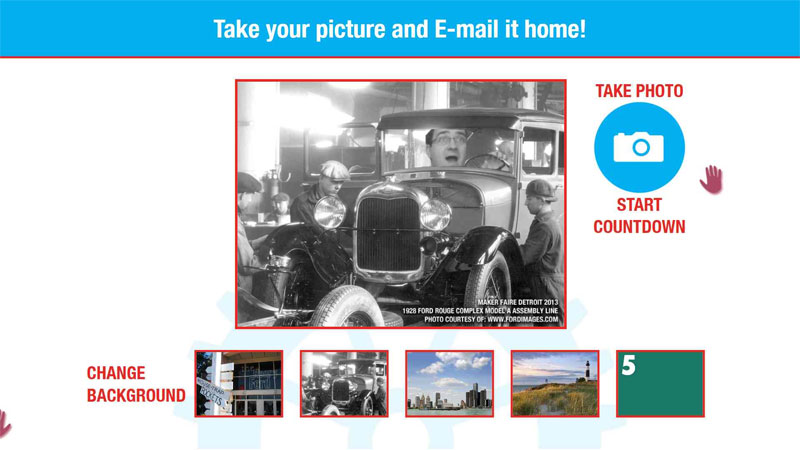 Take your picture and E-mail it home!
TAKE PHOTO
START
COUNTDOWN
MAKER FAIRE DETROIT 2013
1928 FORD ROUGE COMPLEX MODEL A ASSEMBLY LINE
PHOTO COURTESY OF: WWW.FORDIMAGES.COM
CHANGE
BACKGROUND
TICKETS
5